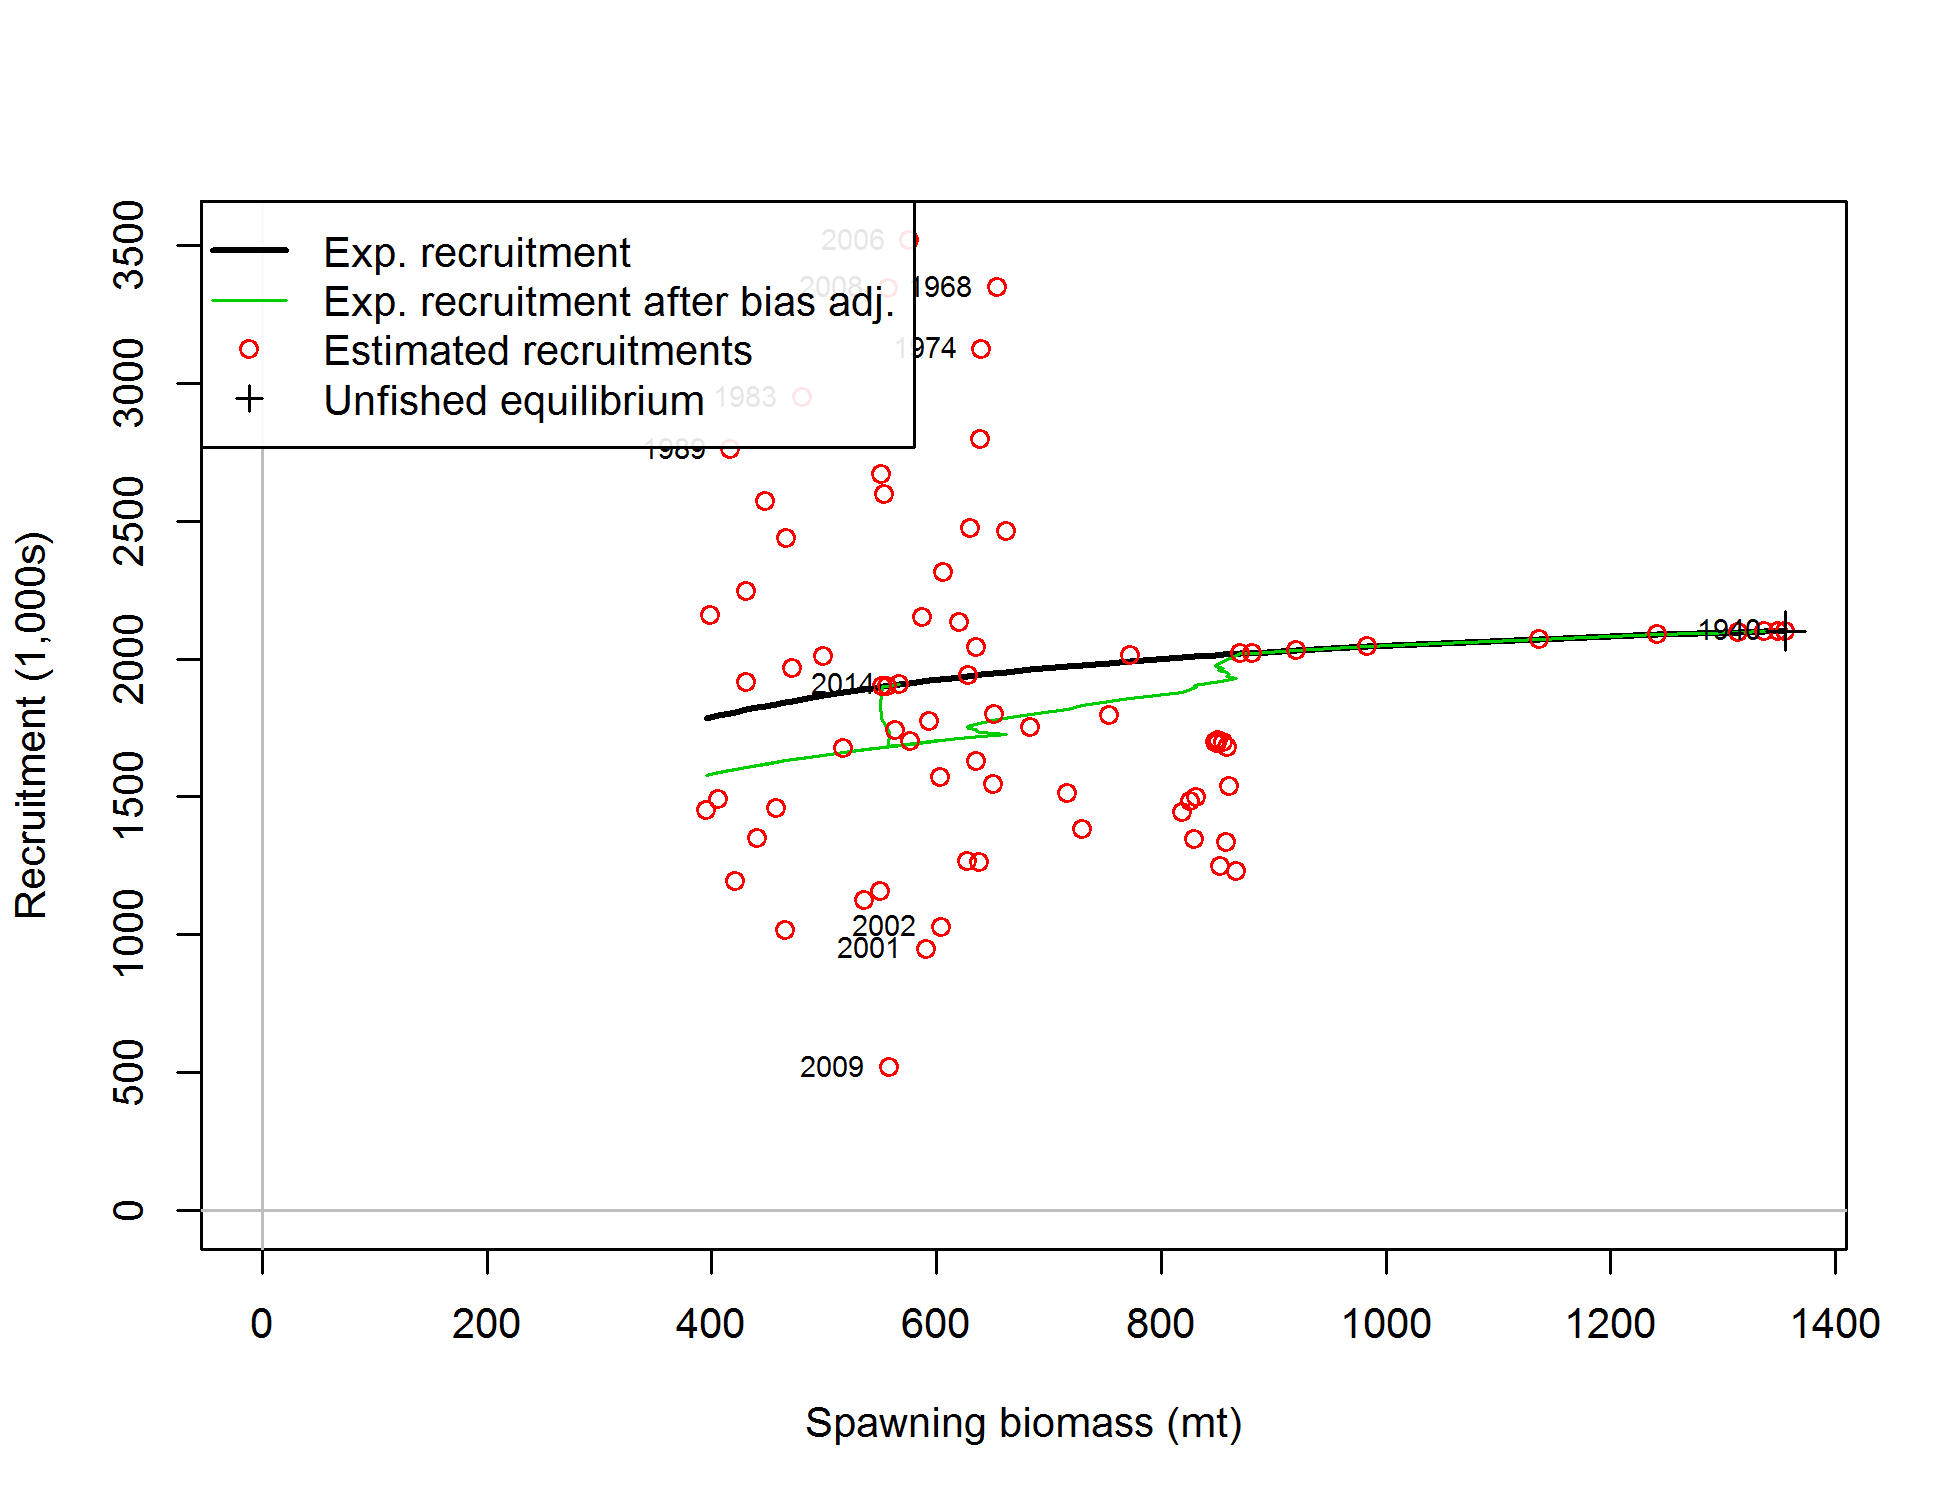 Exp. recruitment
Exp. recruitment after bias adj.
Estimated recruitments
Unfished equilibrium
2006
2008
1968
1974
1983
1989
2014
2002
2001
2009
Recruitment (1,000s)
3500
3000
2500
2000
1500
1000
500
0
0 200 400 600 800 1000 1200 1400
Spawning biomass (mt)